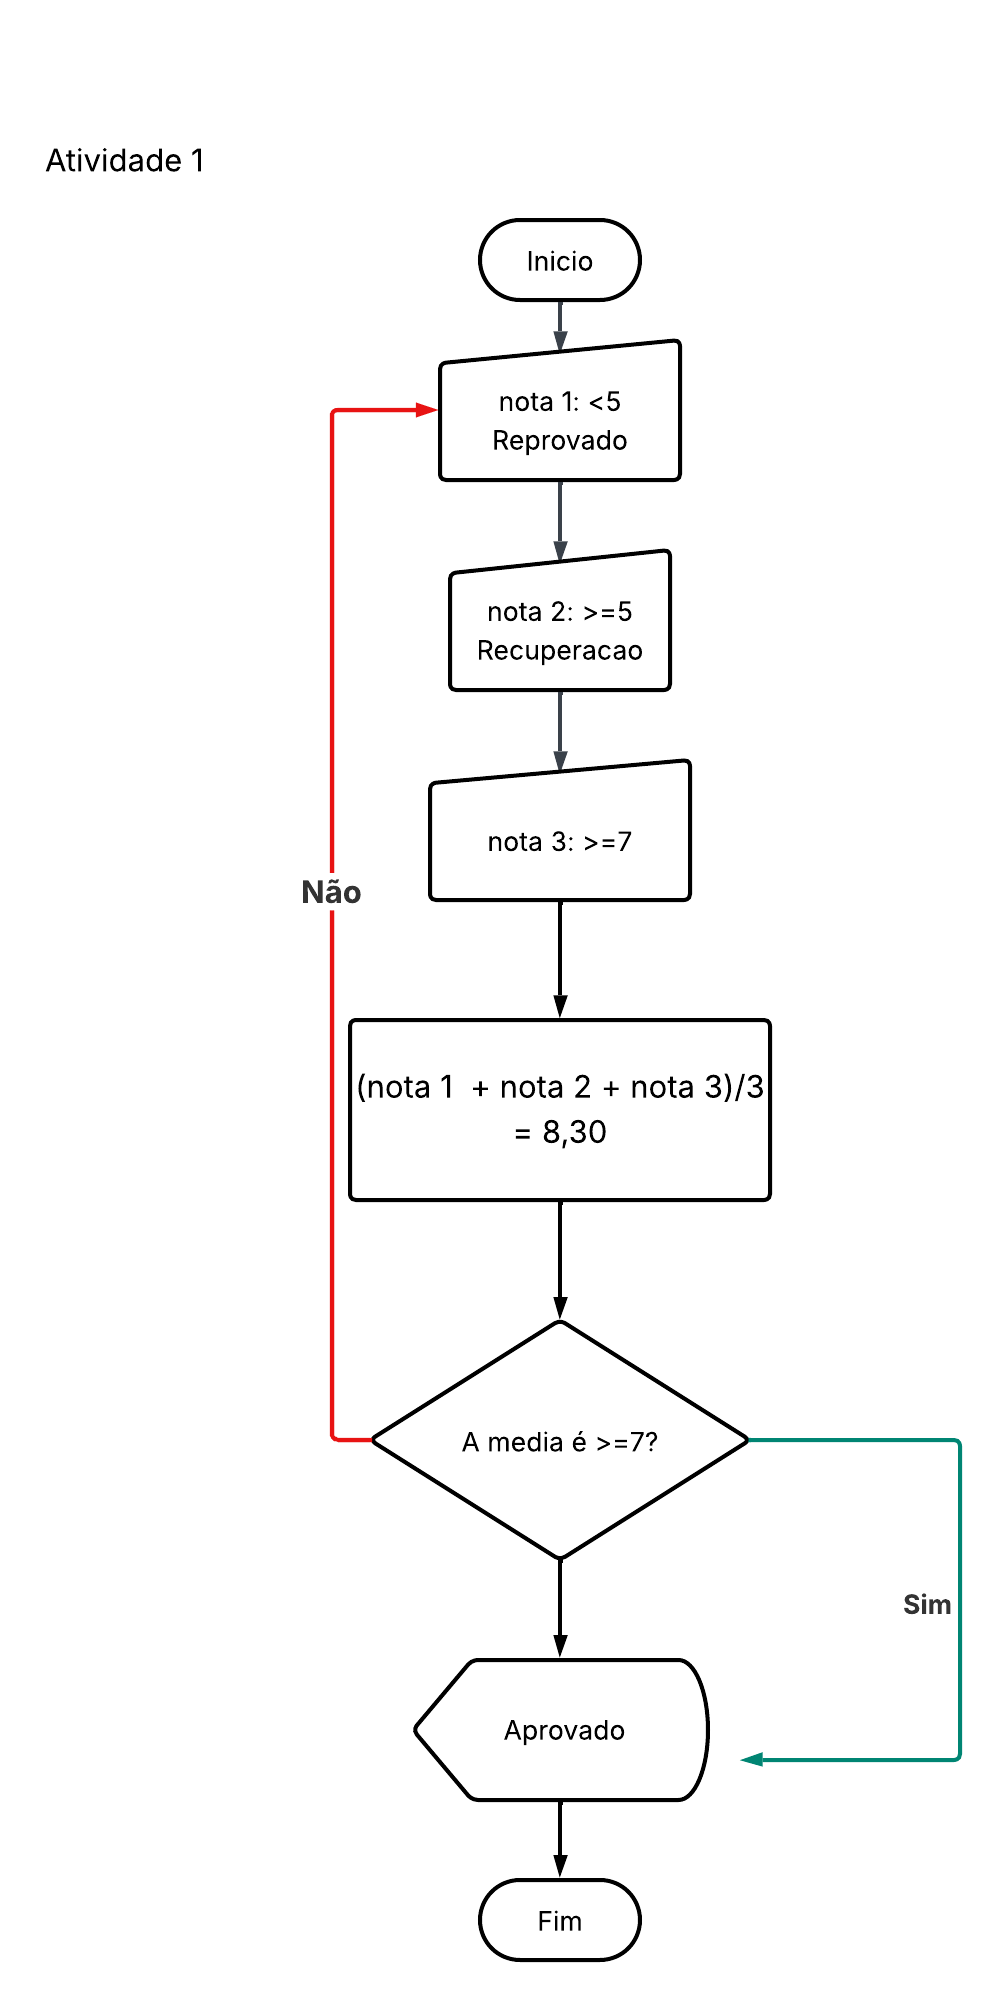 Atividade 1
Inicio
nota 1: <5
Reprovado
nota 2: >=5
Recuperacao
nota 3: >=7
Não
(nota 1  + nota 2 + nota 3)/3
= 8,30
A media é >=7?
Sim
Aprovado
Fim